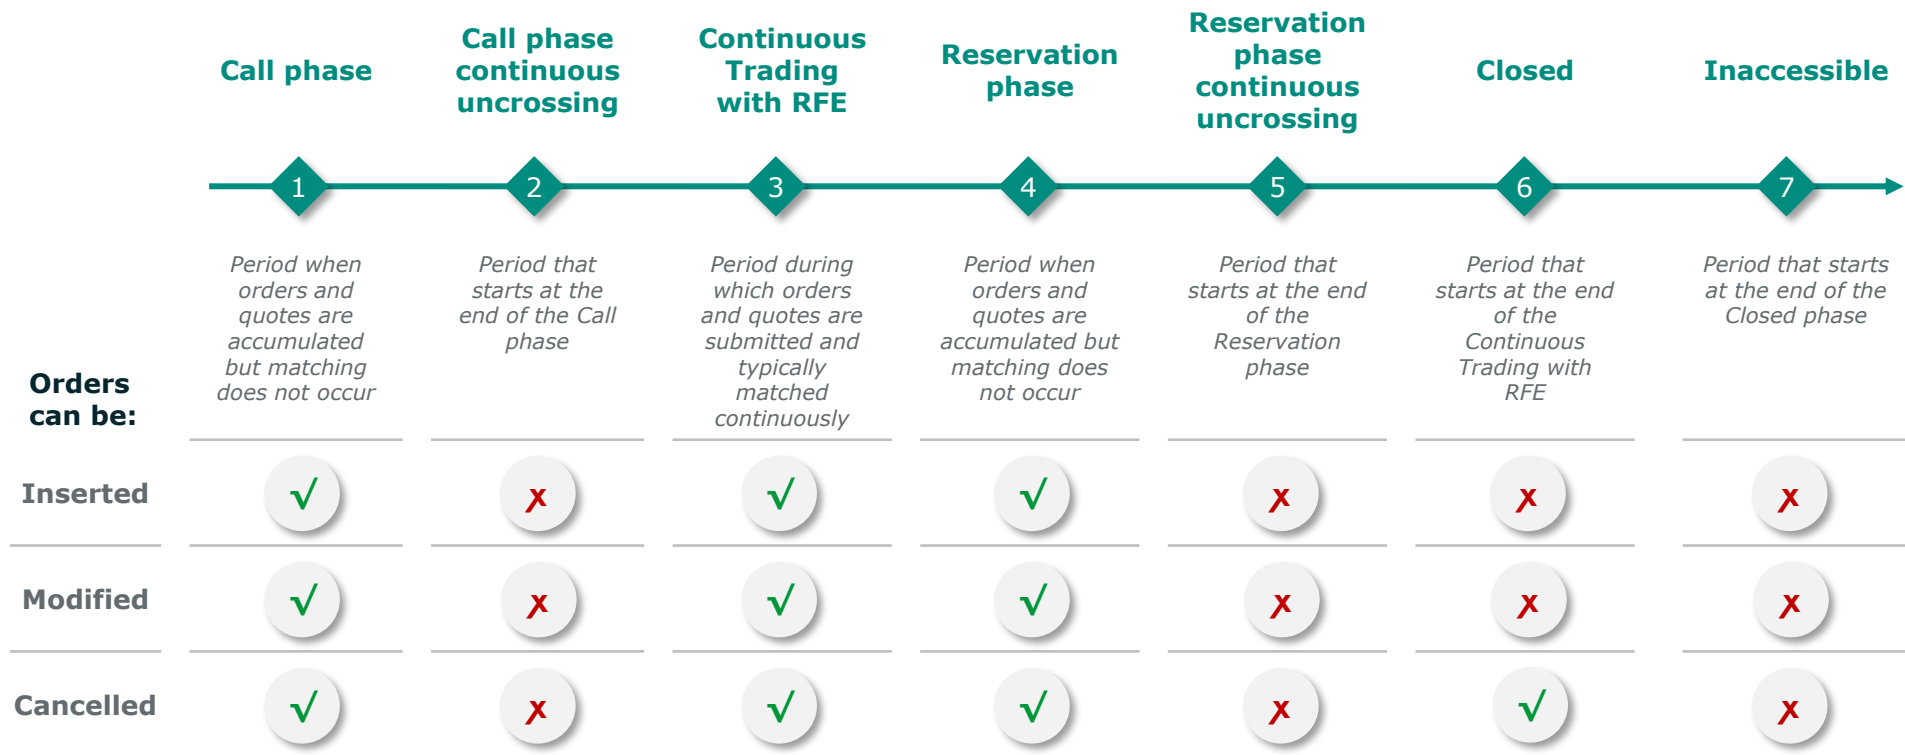 Call phase
Call phase
continuous
uncrossing
Continuous
Trading
with RFE
Reservation
phase
Reservation
phase
continuous
uncrossing
Closed
Inaccessible
1
2
3
4
5
6
7
Period when
orders and
quotes are
accumulated
but matching
does not occur
Period that
starts at the
end of the Call
phase
Period during
which orders
and quotes are
submitted and
typically
matched
continuously
Period when
orders and
quotes are
accumulated but
matching does
not occur
Period that
starts at the end
of the
Reservation
phase
Period that
starts at the end
of the
Continuous
Trading with
RFE
Period that starts
at the end of the
Closed phase
Orders
can be:
Inserted
√ x √ √ x x x
Modified
√ x √ √ x x x
Cancelled
√ x √ √ x √ x